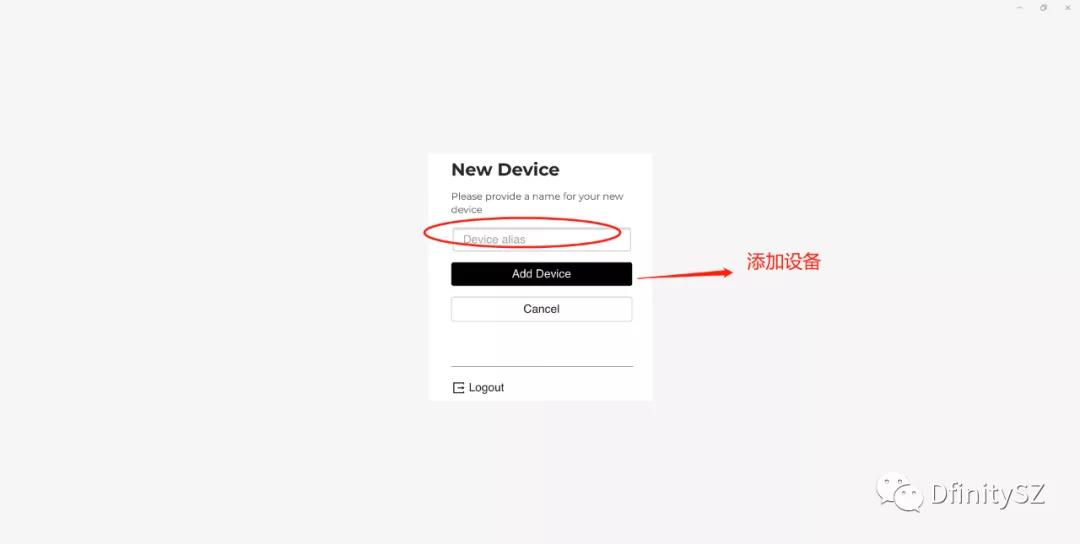 New Device
Please provide a name for your new
device
Device alias
Add Device
添加设备
Cancel
Logout
DfinitySZ